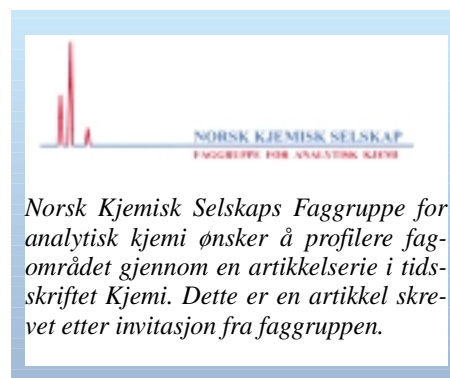 NORSK KJEMISK SELSKAP
FAGGRUPPE FOR ANALYTISK KJEMI
Norsk Kjemisk Selskaps Faggruppe for
analytisk kjemi ønsker å profilere fag-
området gjennom en artikkelserie i tids-
skriftet Kjemi. Dette er en artikkel skre-
vet etter invitasjon fra faggruppen.